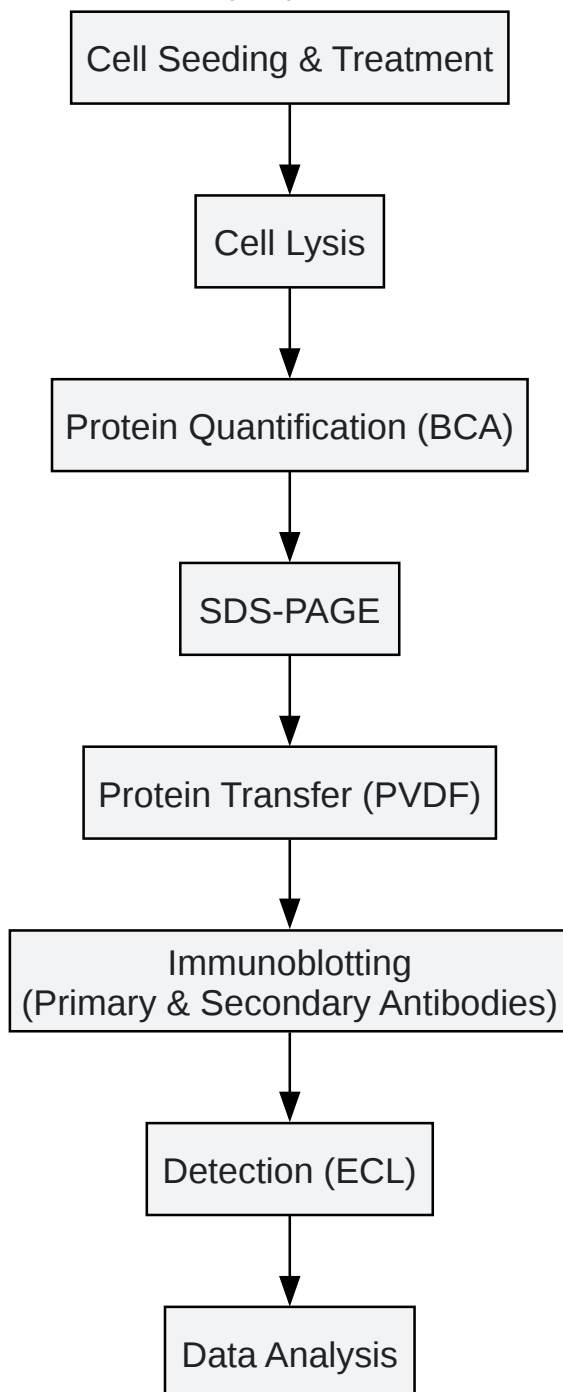 Cell Seeding & Treatment
Cell Lysis
Protein Quantification (BCA)
SDS-PAGE
Protein Transfer (PVDF)
Immunoblotting
(Primary & Secondary Antibodies)
Detection (ECL)
Data Analysis